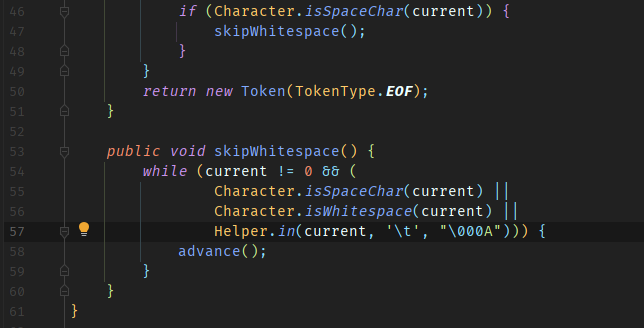 46 if (Character.isSpaceChar(current)) {
47 skipWhitespace();
48 }
49 }
50 return new Token(TokenType.EOF);
51 }
52
53 public void skipWhitespace() {
54 while (current != 0 && (
55 Character.isSpaceChar(current) ||
56 Character.isWhitespace(current) ||
57 Helper.in(current, '\t', "\000A"))) {
58 advance();
59 }
60 }
61 }